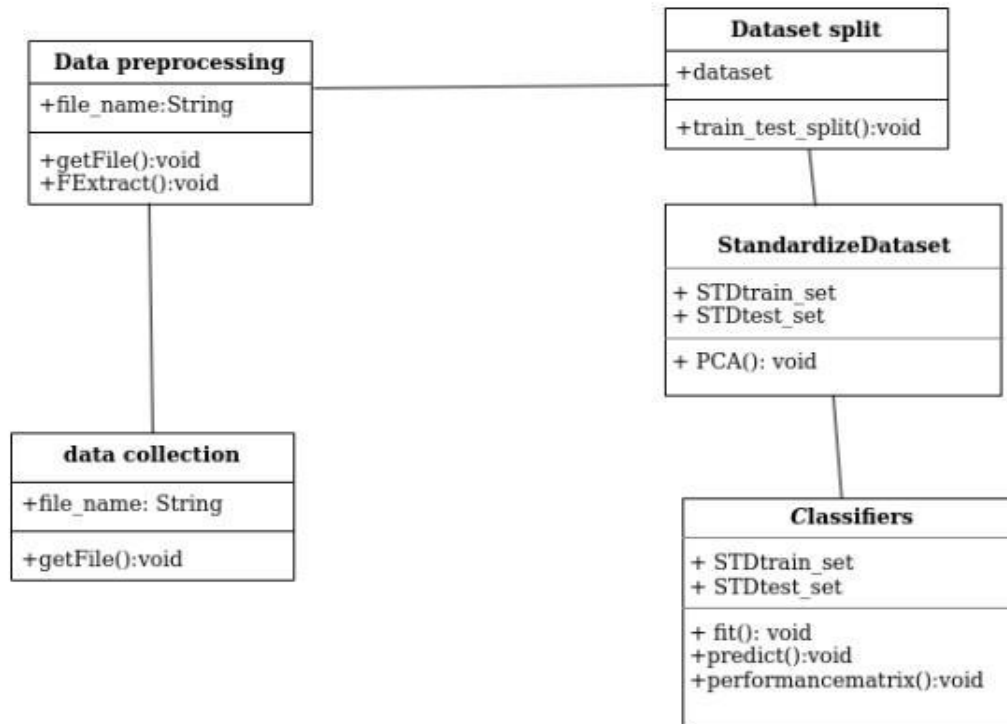 Data preprocessing
+file_name:String
+getFile():void
+FExtract():void
Dataset split
+dataset
+train_test_split():void
StandardizeDataset
+ STDtrain_set
+ STDtest_set
+ PCA(): void
data collection
+file_name: String
+getFile():void
Classifiers
+ STDtrain_set
+ STDtest_set
+ fit(): void
+predict():void
+performancematrix():void